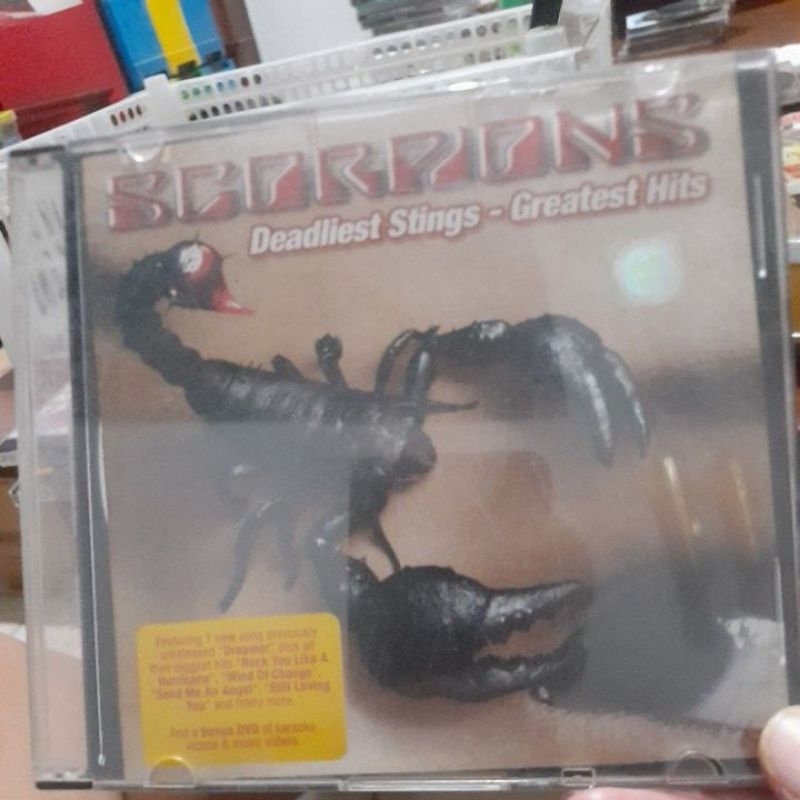 SCORPIONS
Deadliest Stings - Greatest Hits
Featuring 1 new song previously
unreleased "Dreamer" plus all
their biggest hits "Rock You Like A
Hurricane", "Wind Of Change",
"Send Me An Angel", "Still Loving
You" and many more.
And a bonus DVD of karaoke
videos & music videos.